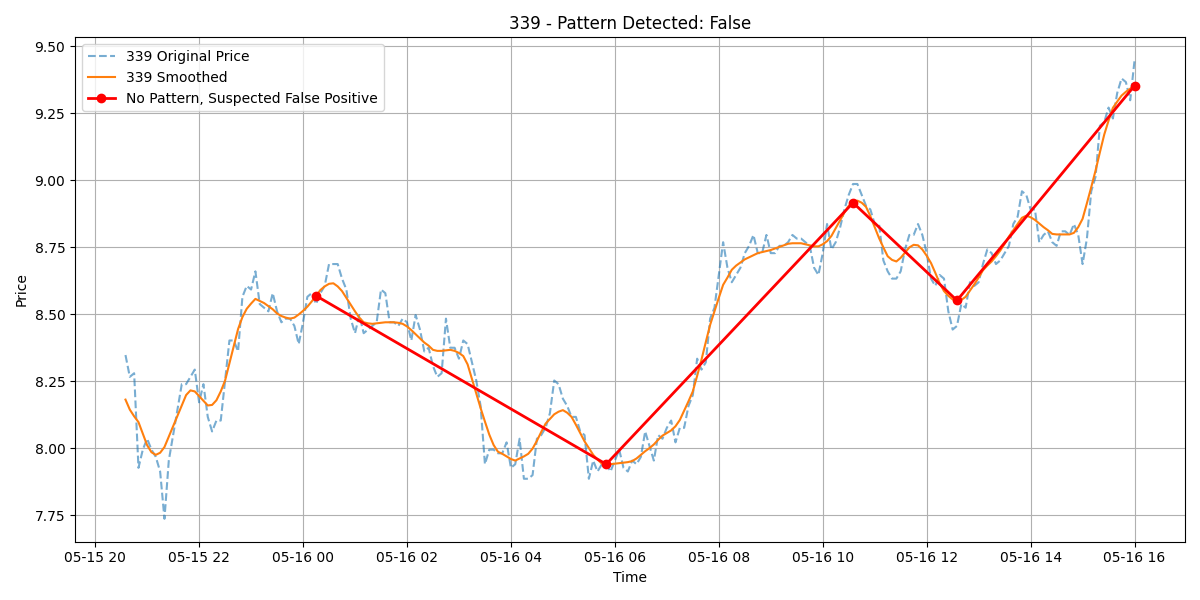 339 - Pattern Detected: False
339 Original Price
339 Smoothed
No Pattern, Suspected False Positive
Price
9.50
9.25
9.00
8.75
8.50
8.25
8.00
7.75
05-15 20 05-15 22 05-16 00 05-16 02 05-16 04 05-16 06 05-16 08 05-16 10 05-16 12 05-16 14 05-16 16
Time